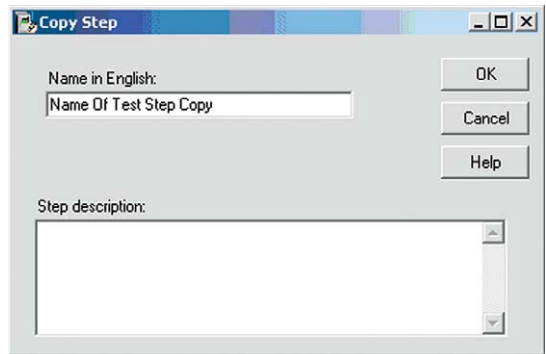 Copy Step
Name in English:
Name Of Test Step Copy
OK
Cancel
Help
Step description: